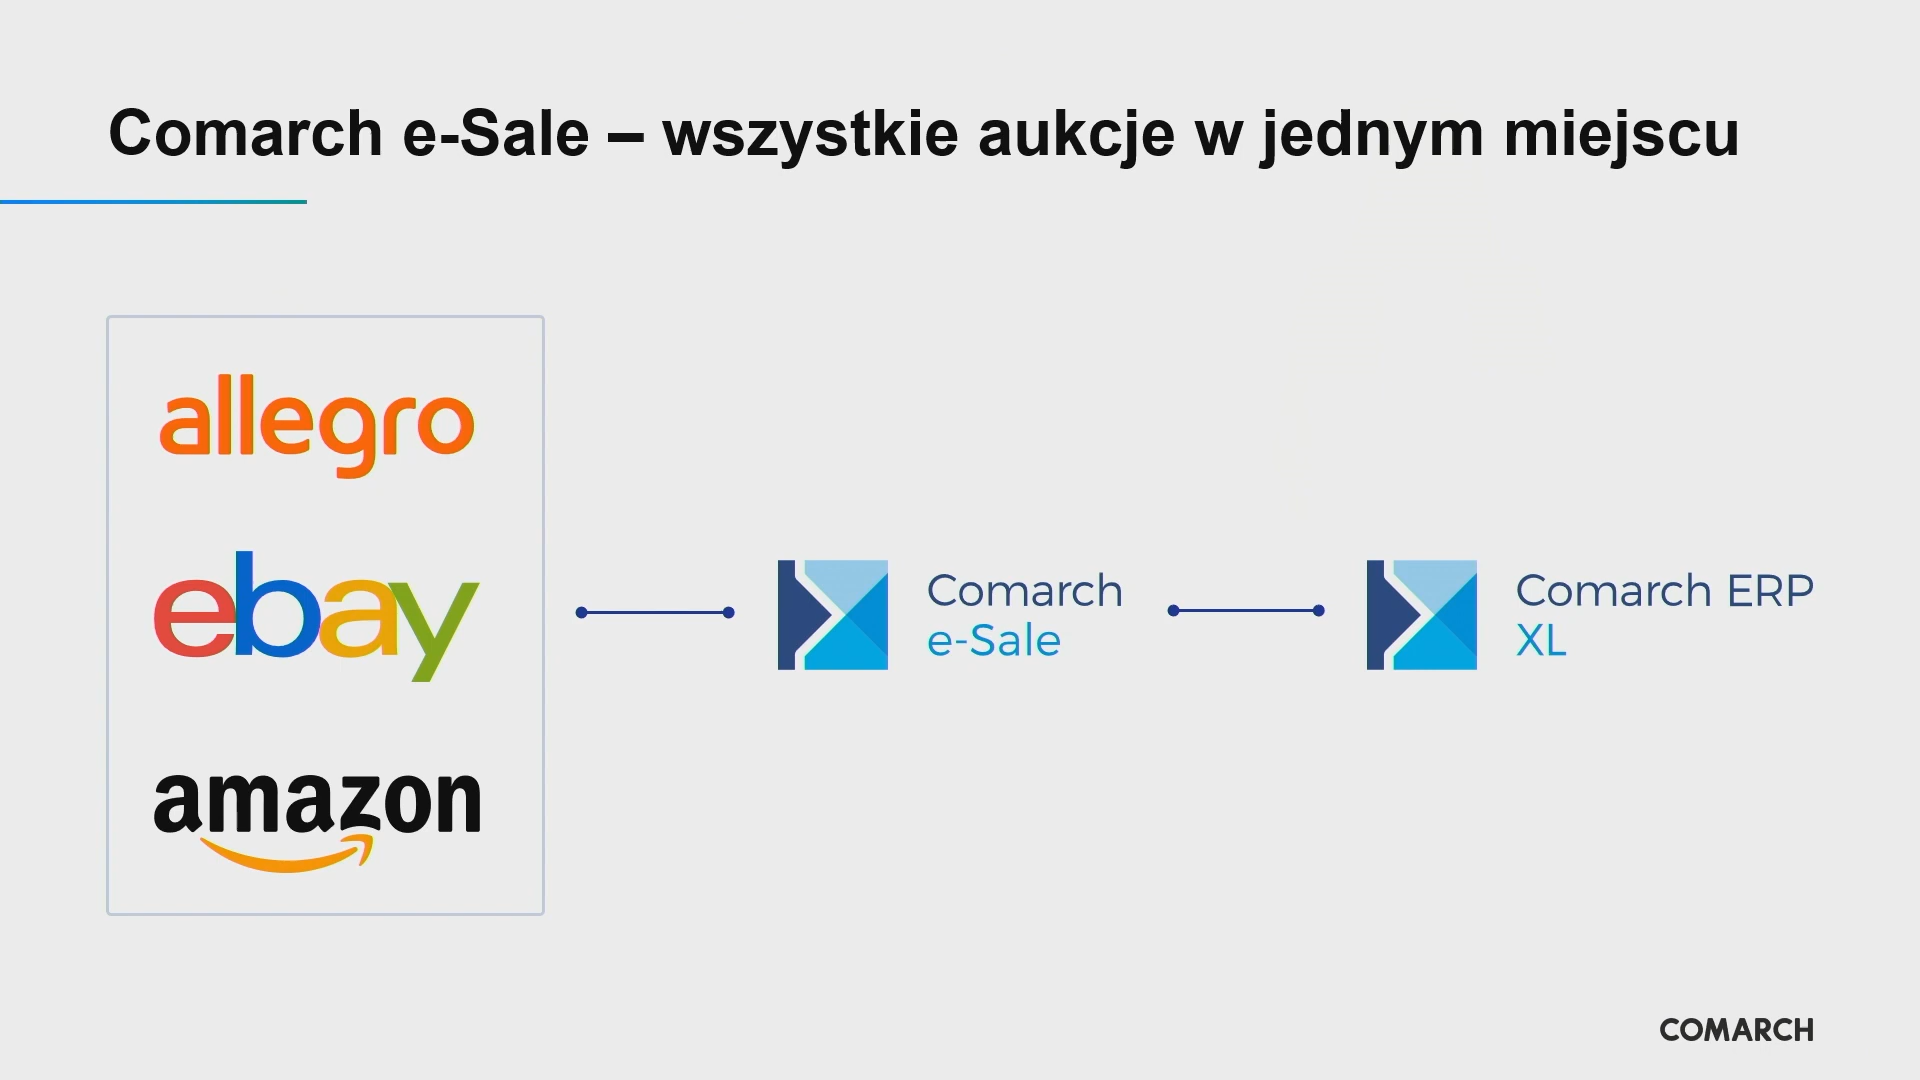 Comarch e-Sale – wszystkie aukcje w jednym miejscu
allegro
ebay
amazon
Comarch
e-Sale
Comarch ERP
XL
COMARCH